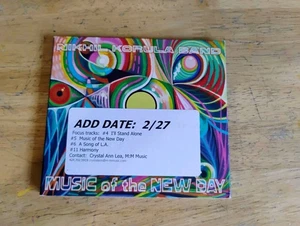 NIKHIL KORULA BAND
ADD DATE: 2/27
Focus tracks: #4 I'll Stand Alone
#5 Music of the New Day
#6 A Song of L.A.
#11 Harmony
Contact: Crystal Ann Lea, M:M Music
MUSIC of the NEW DAY